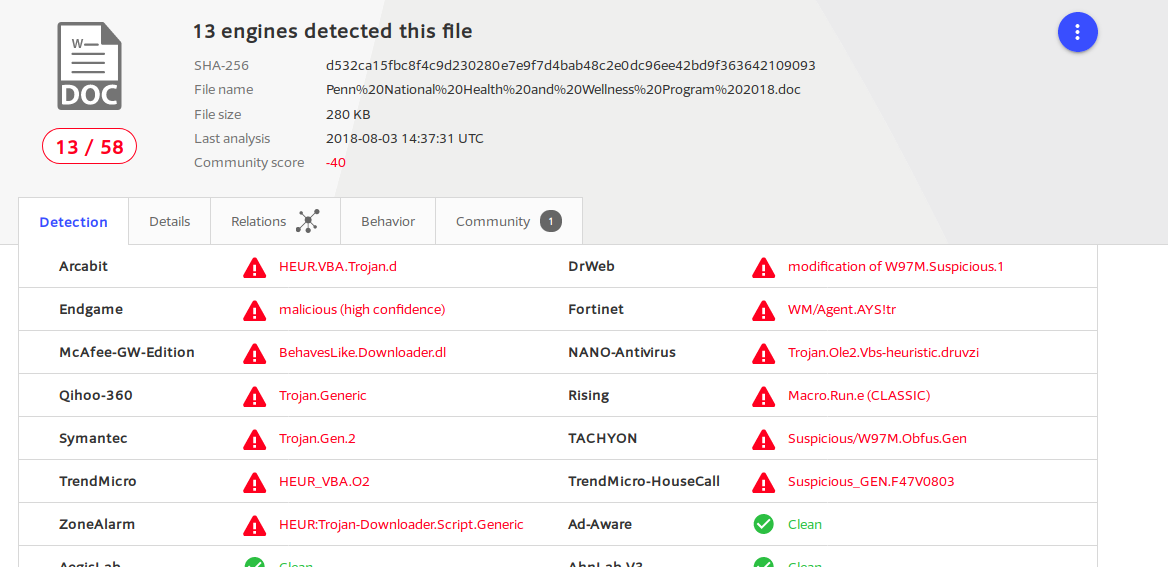 W
DOC
13 / 58
13 engines detected this file
SHA-256 d532ca15fbc8f4c9d230280e7e9f7d4bab48c2e0dc96ee42bd9f363642109093
File name Penn%20National%20Health%20and%20Wellness%20Program%202018.doc
File size 280 KB
Last analysis 2018-08-03 14:37:31 UTC
Community score -40
Detection Details Relations Behavior Community 1
Arcabit HEUR.VBA.Trojan.d DrWeb modification of W97M.Suspicious.1
Endgame malicious (high confidence) Fortinet WM/Agent.AYS!tr
McAfee-GW-Edition BehavesLike.Downloader.dl NANO-Antivirus Trojan.Ole2.Vbs-heuristic.druvzi
Qihoo-360 Trojan.Generic Rising Macro.Run.e (CLASSIC)
Symantec Trojan.Gen.2 TACHYON Suspicious/W97M.Obfus.Gen
TrendMicro HEUR_VBA.O2 TrendMicro-HouseCall Suspicious_GEN.F47V0803
ZoneAlarm HEUR:Trojan-Downloader.Script.Generic Ad-Aware Clean
AegisLab Clean AhnLab-V3 Clean